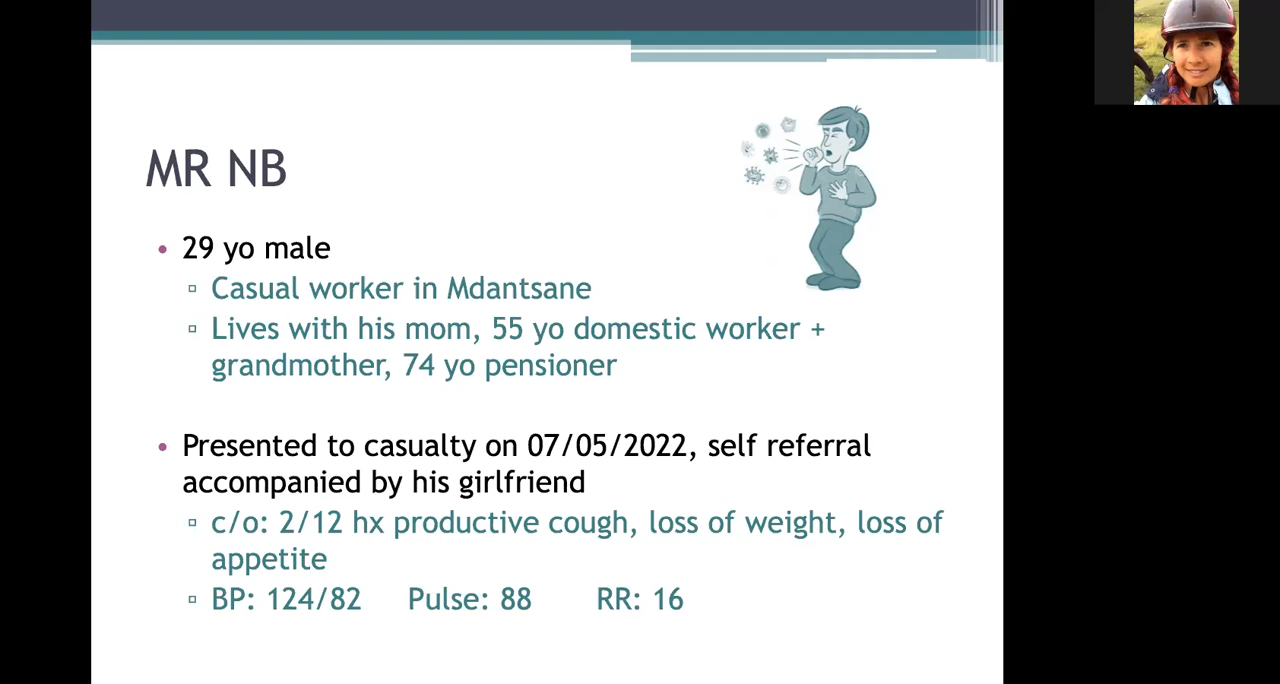 MR NB
• 29 yo male
▫ Casual worker in Mdantsane
▫ Lives with his mom, 55 yo domestic worker +
grandmother, 74 yo pensioner
• Presented to casualty on 07/05/2022, self referral
accompanied by his girlfriend
▫ c/o: 2/12 hx productive cough, loss of weight, loss of
appetite
▫ BP: 124/82 Pulse: 88 RR: 16